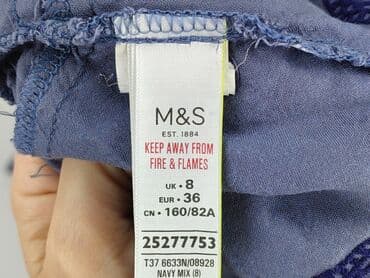 M&S
EST. 1884
KEEP AWAY FROM
FIRE & FLAMES
UK • 8
EUR • 36
CN • 160/82A
25277753
T37 6633N/08928
NAVY MIX (8)